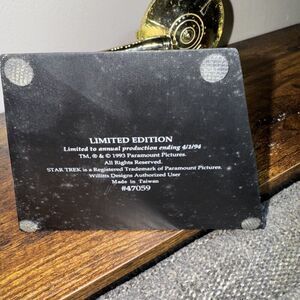 LIMITED EDITION
Limited to annual production ending 4/1/94
TM, ® & © 1993 Paramount Pictures.
All Rights Reserved.
STAR TREK is a Registered Trademark of Paramount Pictures.
Willitts Designs Authorized User
Made in Taiwan
#47059